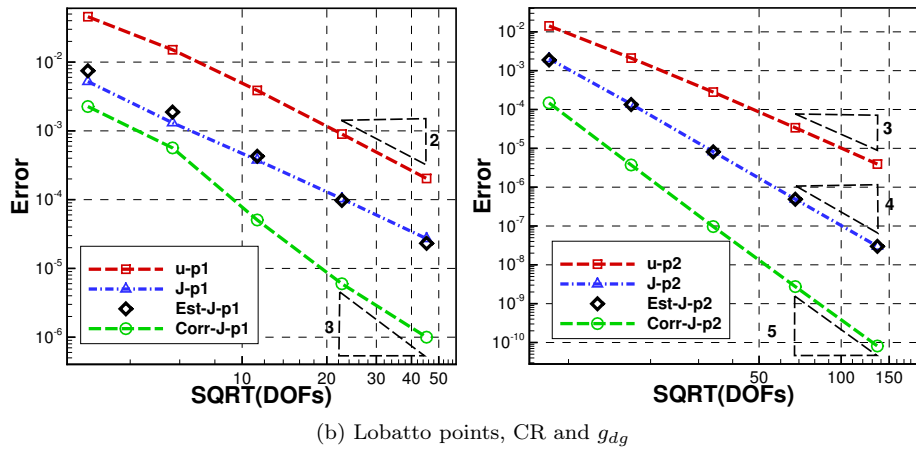 10^-2
10^-3
10^-4
10^-5
10^-6
Error
2
3
u-p1
J-p1
Est-J-p1
Corr-J-p1
10 20 30 40 50
SQRT(DOFs)
10^-1
10^-2
10^-3
10^-4
10^-5
10^-6
10^-7
10^-8
10^-9
10^-10
Error
3
4
5
u-p2
J-p2
Est-J-p2
Corr-J-p2
50 100 150
SQRT(DOFs)
(b) Lobatto points, CR and g_dg